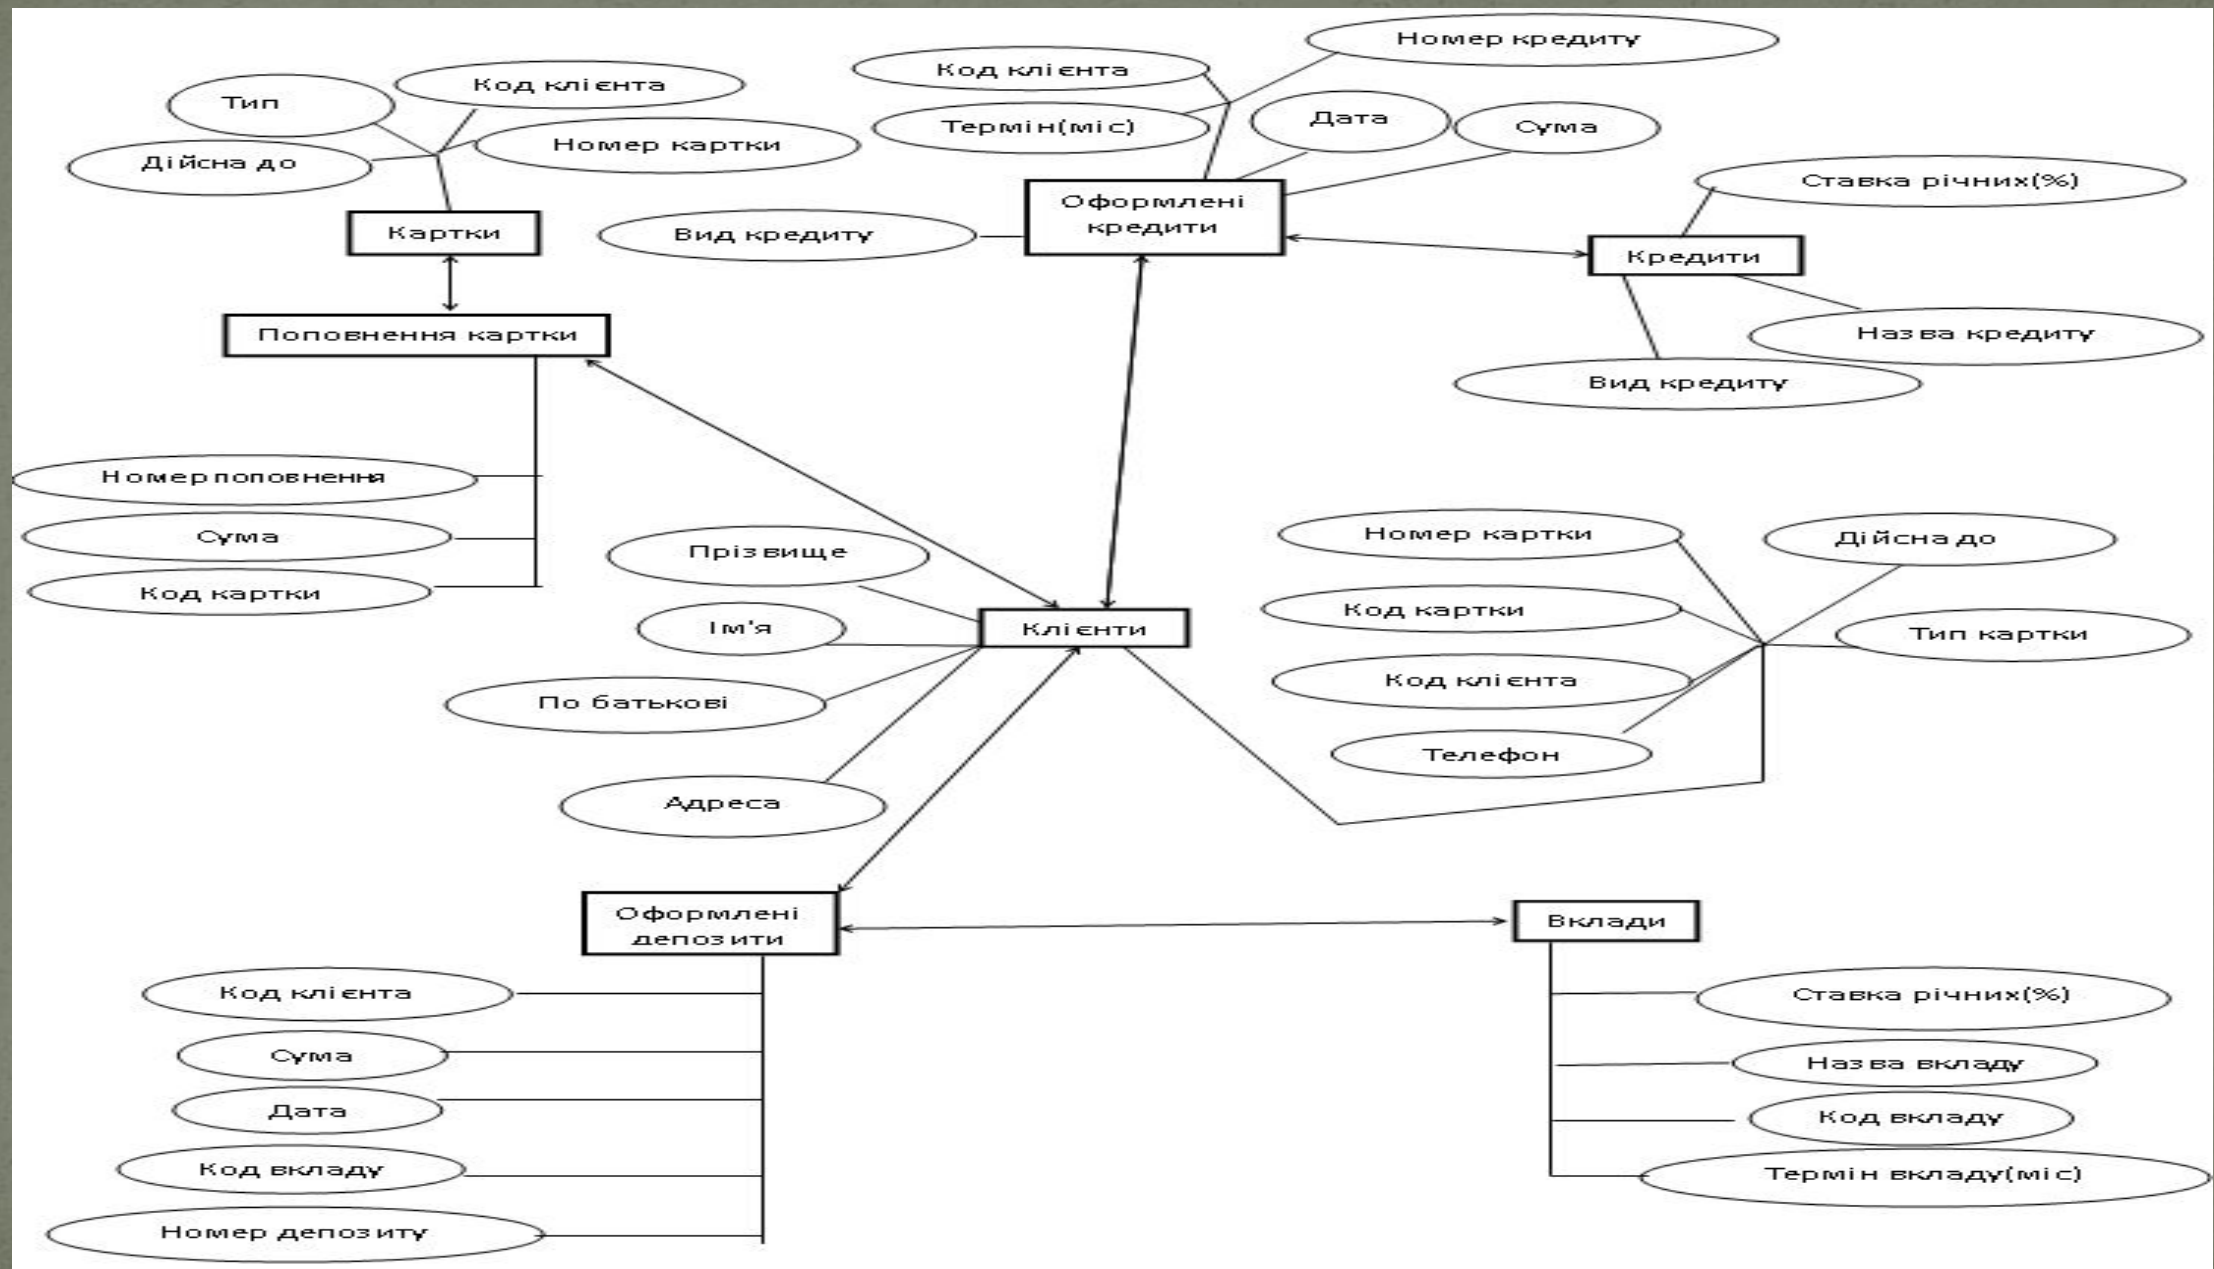 Номер кредиту
Код клієнта
Код клієнта
Тип
Номер картки
Дійсна до
Термін(міс)
Дата
Сума
Ставка річних(%)
Оформлені
кредити
Картки
Вид кредиту
Кредити
Поповнення картки
Назва кредиту
Вид кредиту
Номер поповнення
Сума
Код картки
Прізвище
Ім'я
По батькові
Адреса
Клієнти
Номер картки
Дійсна до
Код картки
Тип картки
Код клієнта
Телефон
Оформлені
депозити
Вклади
Код клієнта
Сума
Дата
Код вкладу
Номер депозиту
Ставка річних(%)
Назва вкладу
Код вкладу
Термін вкладу(міс)